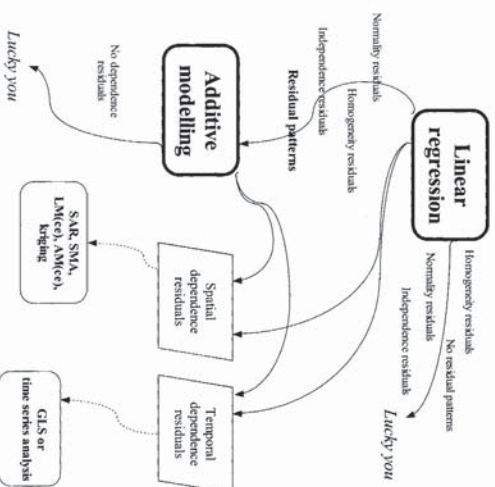 Linear
regression
Homogeneity residuals
No residual patterns
Normality residuals
Independence residuals
Lucky you
Normality residuals
Homogeneity residuals
Independence residuals
Residual patterns
Additive
modelling
No dependence
residuals
Lucky you
Spatial
dependence
residuals
Temporal
dependence
residuals
SAR, SMA,
LM(ce), AM(ce),
kriging
GLS or
time series analysis